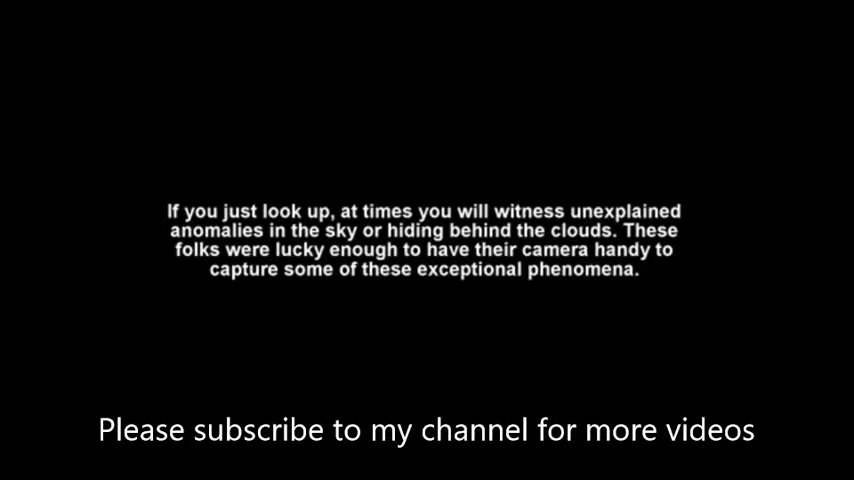 If you just look up, at times you will witness unexplained
anomalies in the sky or hiding behind the clouds. These
folks were lucky enough to have their camera handy to
capture some of these exceptional phenomena.
Please subscribe to my channel for more videos